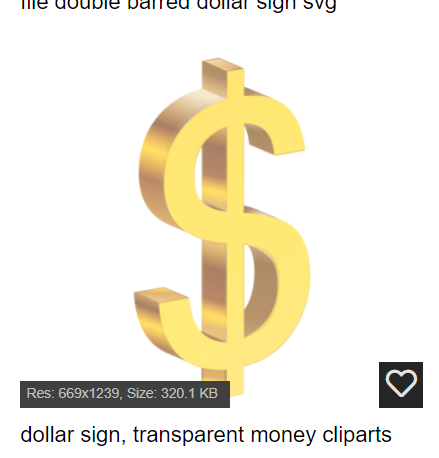 file double barred dollar sign svg
Res: 669x1239, Size: 320.1 KB
dollar sign, transparent money cliparts